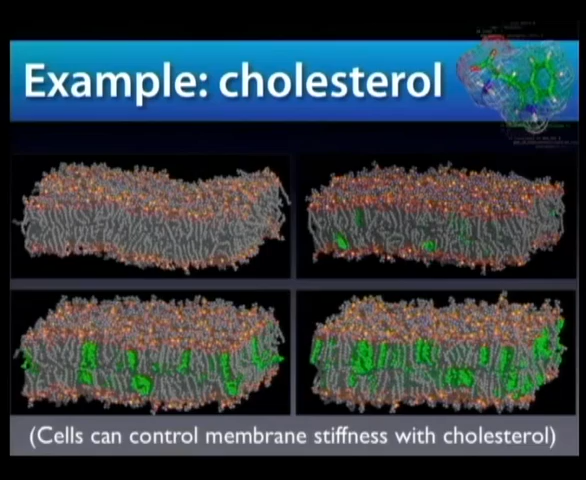 Example: cholesterol
(Cells can control membrane stiffness with cholesterol)